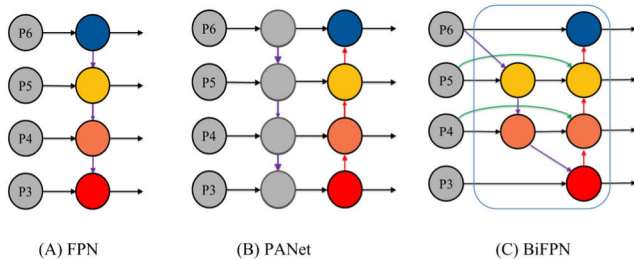 P6 P6 P6
P5 P5 P5
P4 P4 P4
P3 P3 P3
(A) FPN (B) PANet (C) BiFPN